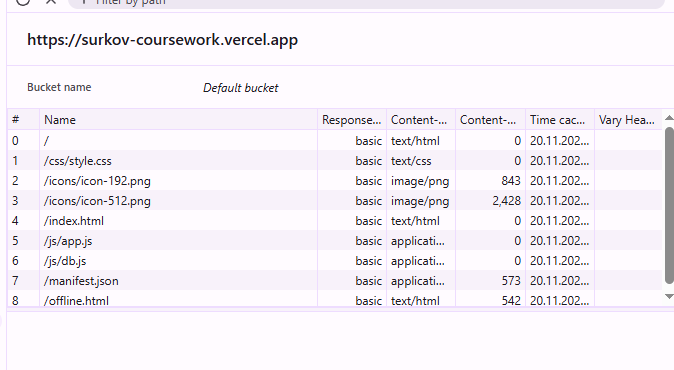 Filter by path
https://surkov-coursework.vercel.app
Bucket name Default bucket
# Name Response... Content-... Content-... Time cac... Vary Hea...
0 / basic text/html 0 20.11.202...
1 /css/style.css basic text/css 0 20.11.202...
2 /icons/icon-192.png basic image/png 843 20.11.202...
3 /icons/icon-512.png basic image/png 2,428 20.11.202...
4 /index.html basic text/html 0 20.11.202...
5 /js/app.js basic applicati... 0 20.11.202...
6 /js/db.js basic applicati... 0 20.11.202...
7 /manifest.json basic applicati... 573 20.11.202...
8 /offline.html basic text/html 542 20.11.202...